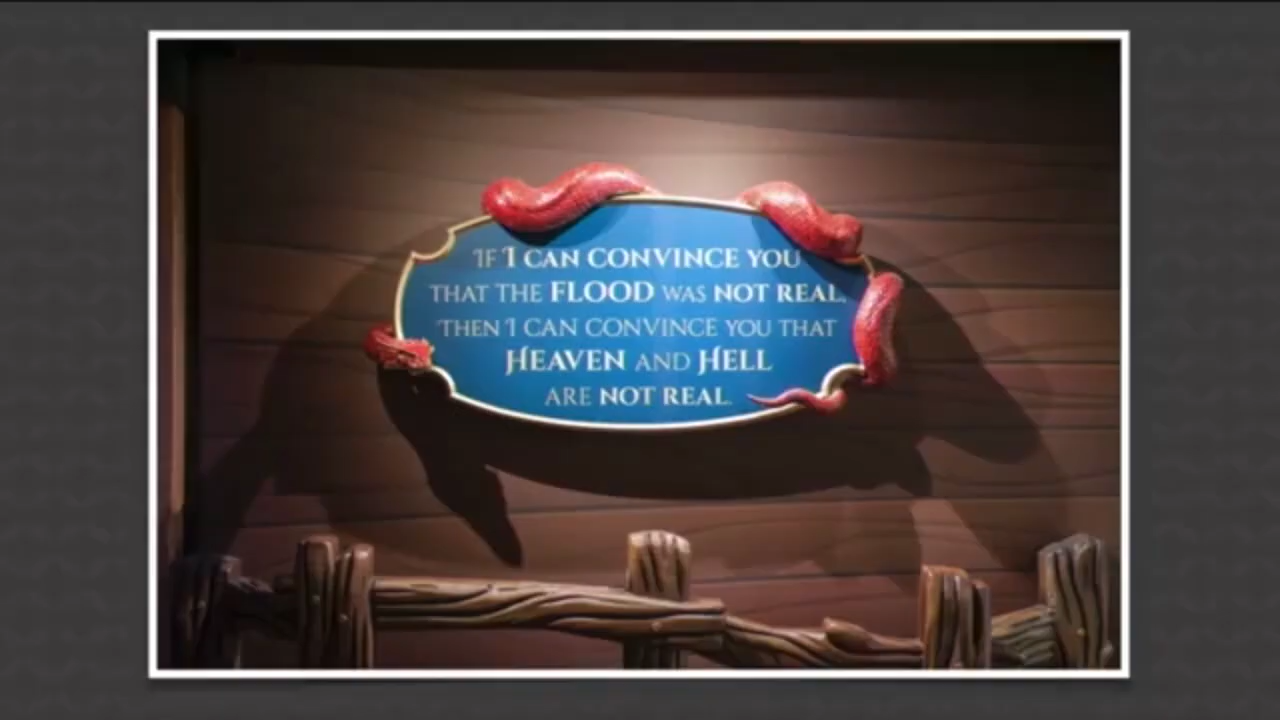 IF I CAN CONVINCE YOU
THAT THE FLOOD WAS NOT REAL,
THEN I CAN CONVINCE YOU THAT
HEAVEN AND HELL
ARE NOT REAL.